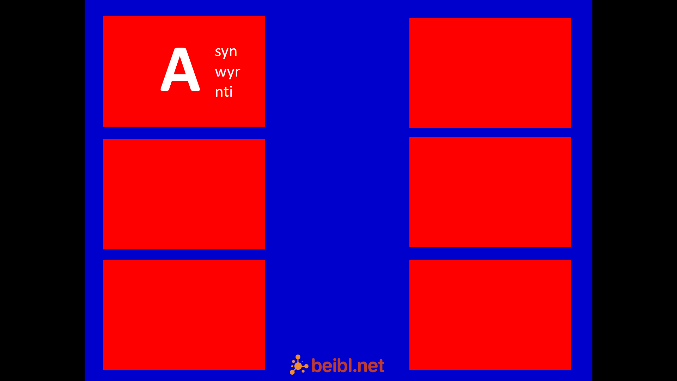 A
syn
wyr
nti
beibl.net